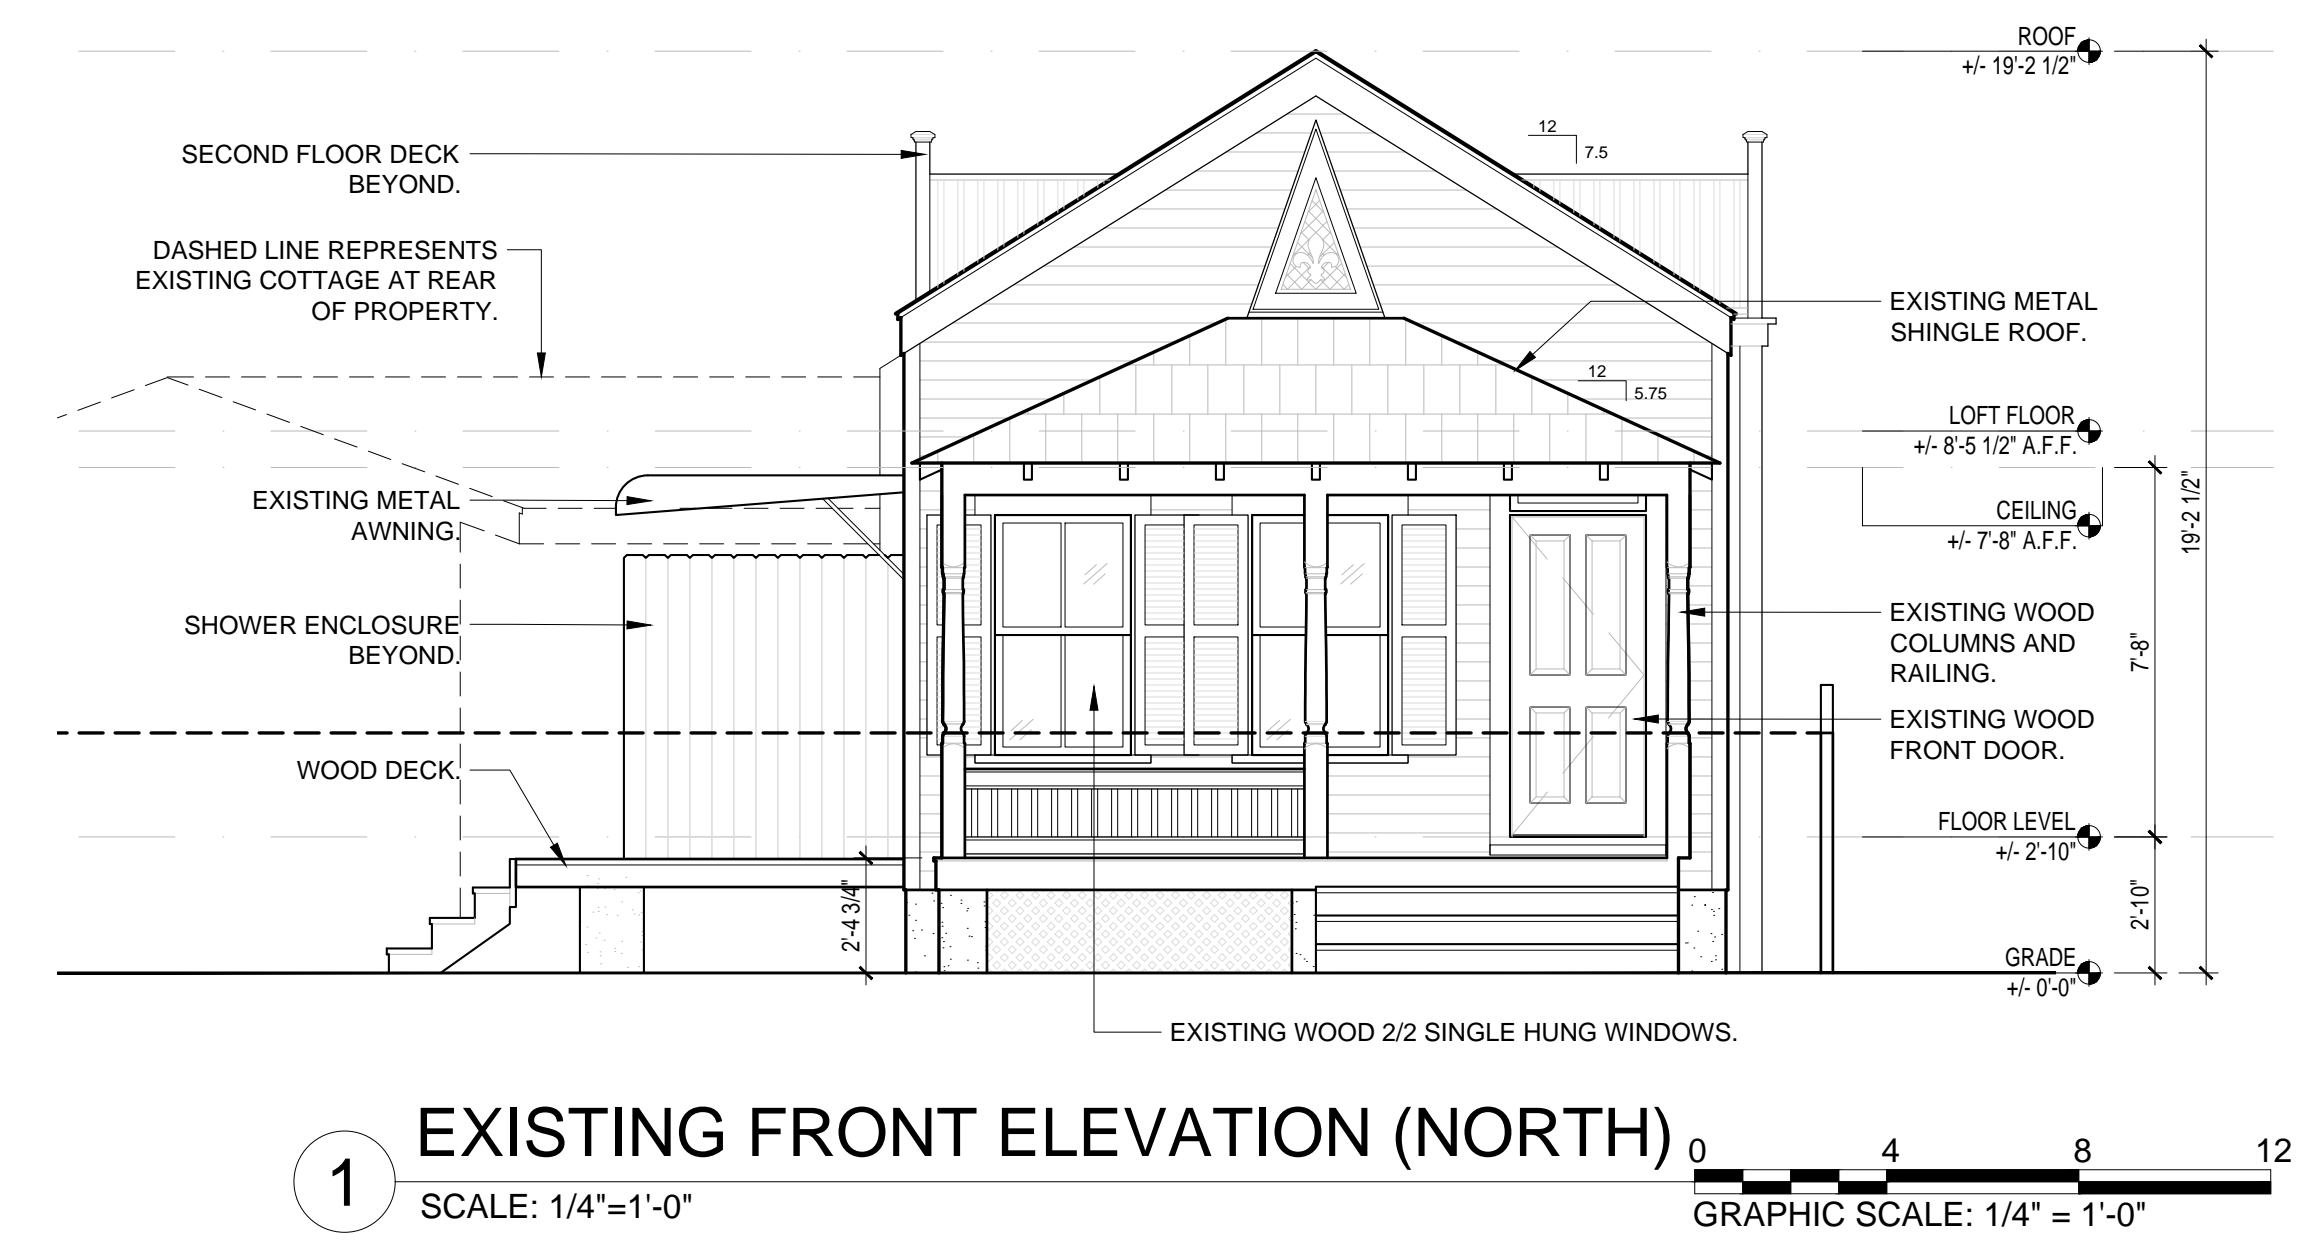 ROOF
+/- 19'-2 1/2"
12
7.5
SECOND FLOOR DECK
BEYOND.
DASHED LINE REPRESENTS
EXISTING COTTAGE AT REAR
OF PROPERTY.
EXISTING METAL
SHINGLE ROOF.
12
5.75
LOFT FLOOR
+/- 8'-5 1/2" A.F.F.
EXISTING METAL
AWNING.
CEILING
+/- 7'-8" A.F.F.
19'-2 1/2"
SHOWER ENCLOSURE
BEYOND.
EXISTING WOOD
COLUMNS AND
RAILING.
7'-8"
EXISTING WOOD
FRONT DOOR.
WOOD DECK.
FLOOR LEVEL
+/- 2'-10"
2'-4 3/4"
2'-10"
GRADE
+/- 0'-0"
EXISTING WOOD 2/2 SINGLE HUNG WINDOWS.
1
EXISTING FRONT ELEVATION (NORTH)
SCALE: 1/4"=1'-0"
0 4 8 12
GRAPHIC SCALE: 1/4" = 1'-0"